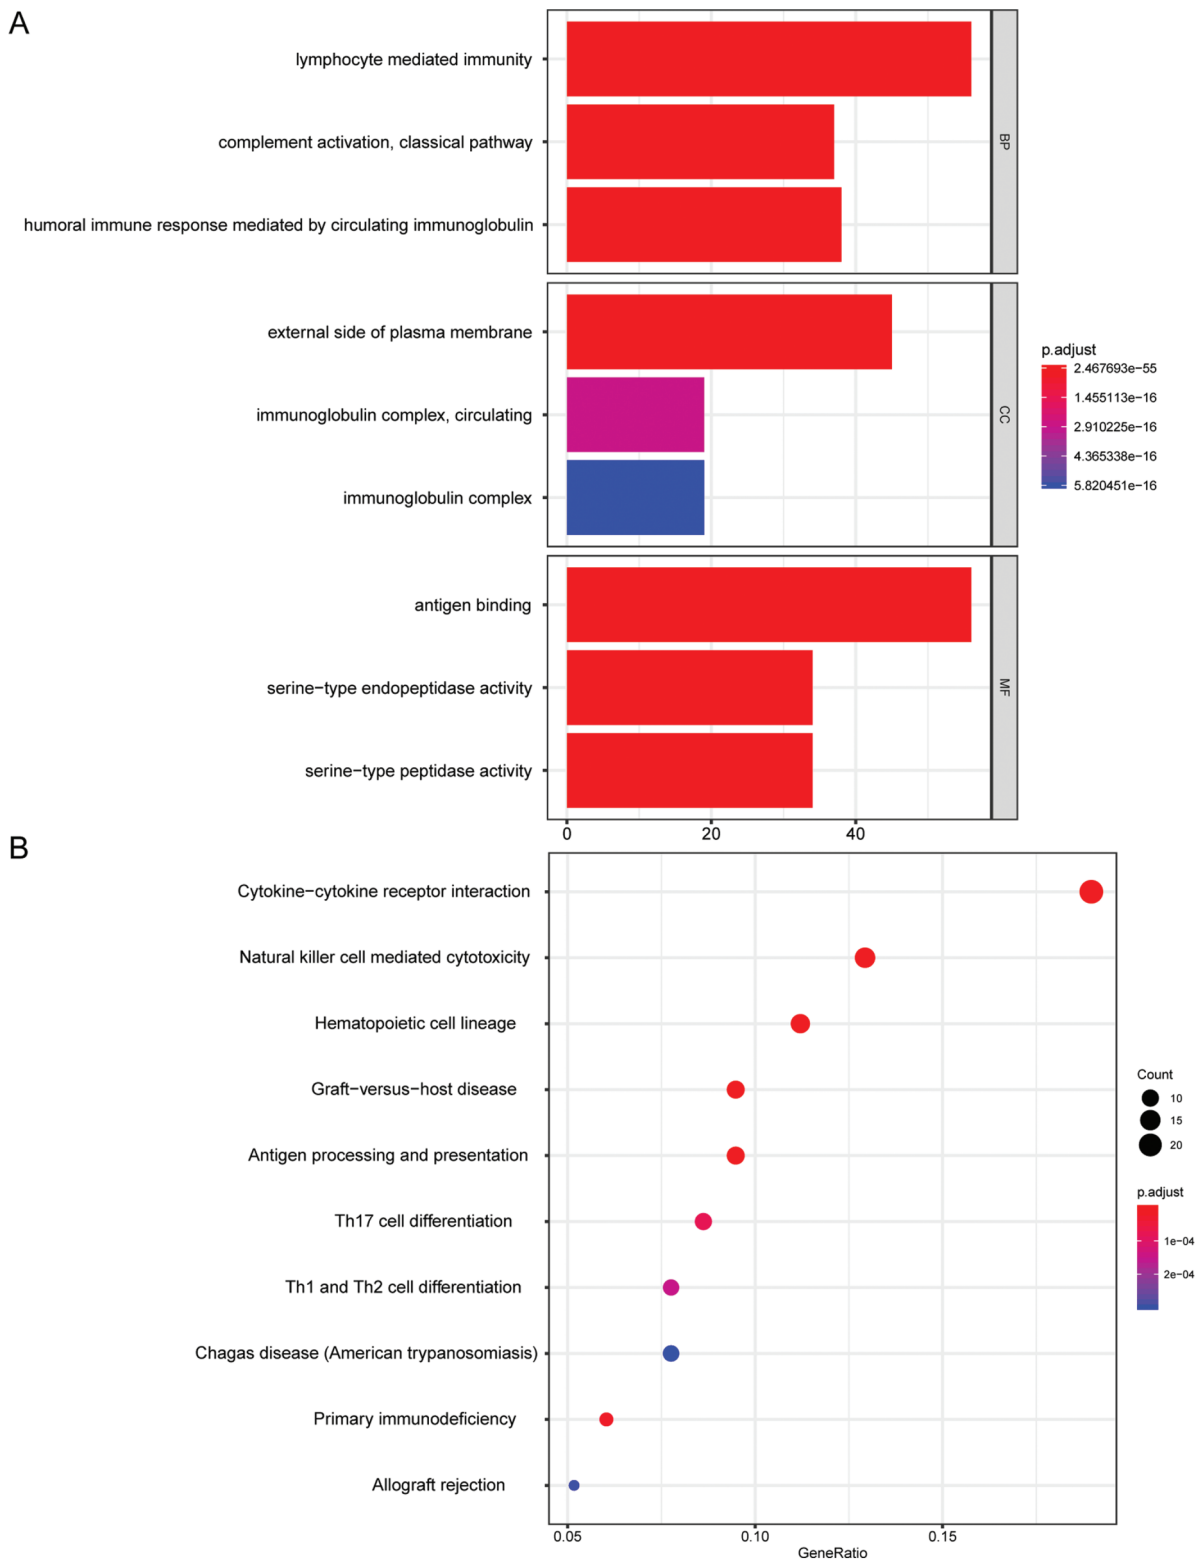 A
lymphocyte mediated immunity
complement activation, classical pathway
humoral immune response mediated by circulating immunoglobulin
BP
external side of plasma membrane
immunoglobulin complex, circulating
immunoglobulin complex
CC
p.adjust
2.467693e−55
1.455113e−16
2.910225e−16
4.365338e−16
5.820451e−16
antigen binding
serine−type endopeptidase activity
serine−type peptidase activity
MF
0 20 40
B
Cytokine−cytokine receptor interaction
Natural killer cell mediated cytotoxicity
Hematopoietic cell lineage
Graft−versus−host disease
Antigen processing and presentation
Th17 cell differentiation
Th1 and Th2 cell differentiation
Chagas disease (American trypanosomiasis)
Primary immunodeficiency
Allograft rejection
Count
10
15
20
p.adjust
1e−04
2e−04
0.05 0.10 0.15
GeneRatio